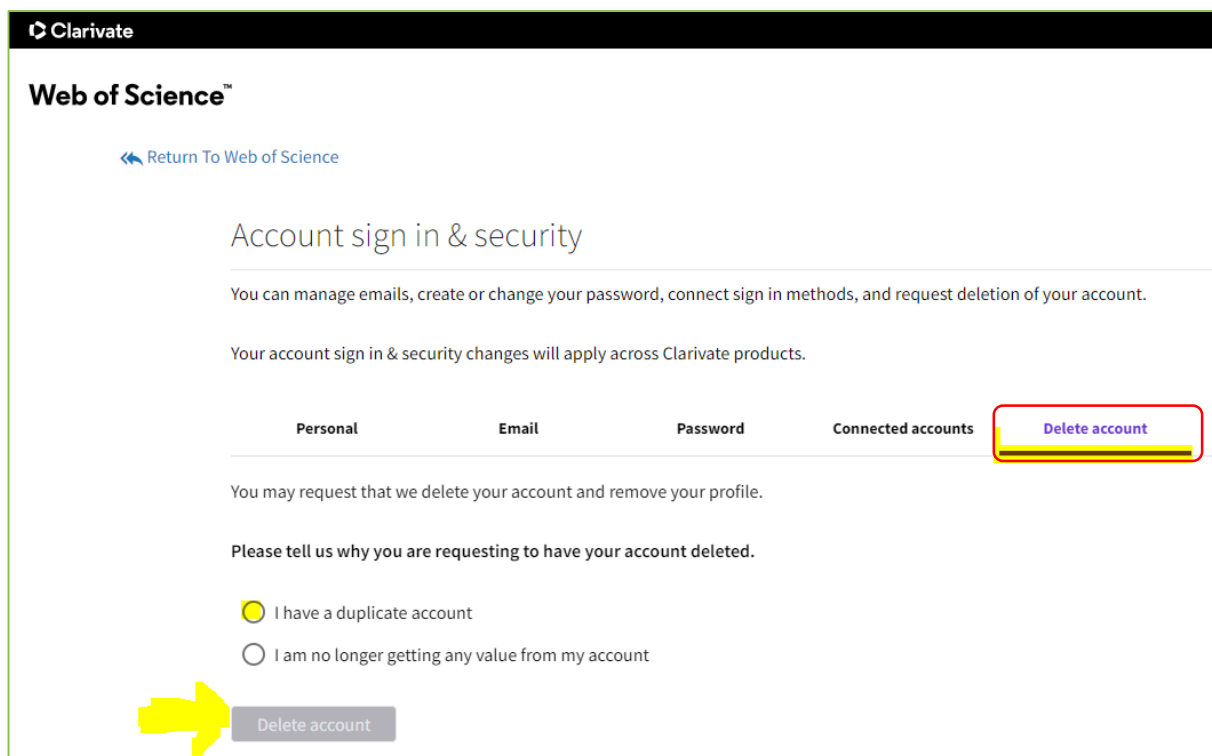 Clarivate
Web of Science™
Return To Web of Science
Account sign in & security
You can manage emails, create or change your password, connect sign in methods, and request deletion of your account.
Your account sign in & security changes will apply across Clarivate products.
Personal Email Password Connected accounts Delete account
You may request that we delete your account and remove your profile.
Please tell us why you are requesting to have your account deleted.
I have a duplicate account
I am no longer getting any value from my account
Delete account